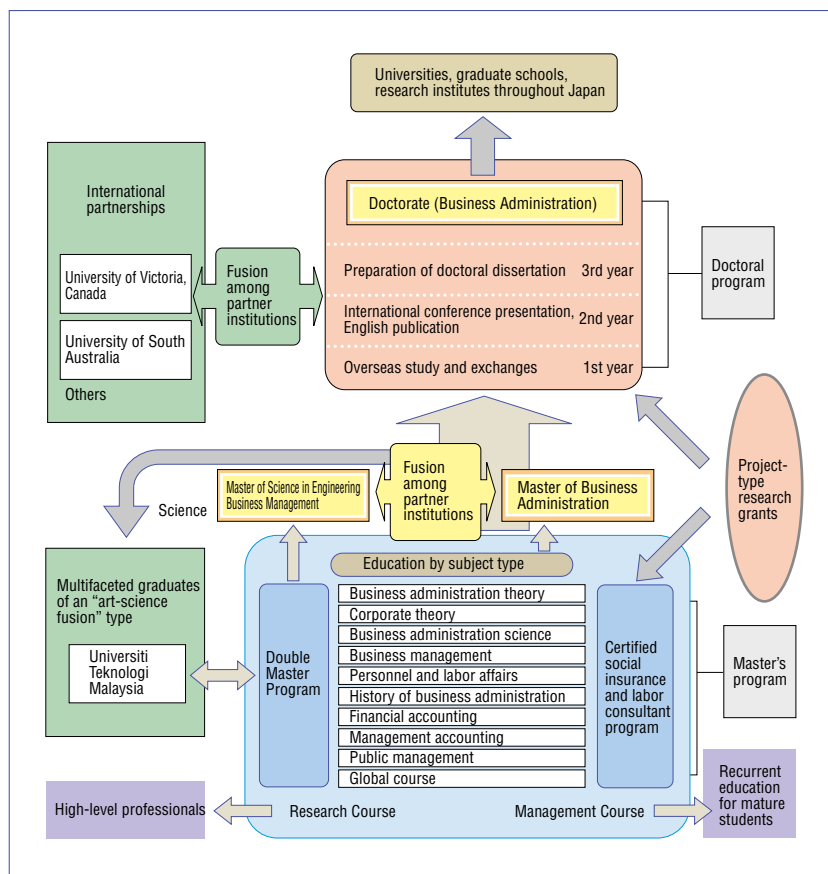 Universities, graduate schools,
research institutes throughout Japan
International
partnerships
University of Victoria,
Canada
University of South
Australia
Others
Fusion
among
partner
institutions
Doctorate (Business Administration)
Preparation of doctoral dissertation 3rd year
International conference presentation,
English publication 2nd year
Overseas study and exchanges 1st year
Doctoral
program
Project-
type
research
grants
Science
Master of Science in Engineering
Business Management
Fusion
among
partner
institutions
Master of Business
Administration
Multifaceted graduates
of an “art-science
fusion” type
Universiti
Teknologi
Malaysia
Double
Master
Program
Education by subject type
Business administration theory
Corporate theory
Business administration science
Business management
Personnel and labor affairs
History of business administration
Financial accounting
Management accounting
Public management
Global course
Certified
social
insurance
and labor
consultant
program
Master’s
program
High-level professionals
Research Course
Management Course
Recurrent
education
for mature
students